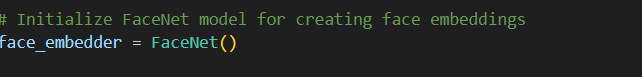 # Initialize FaceNet model for creating face embeddings
face_embedder = FaceNet()